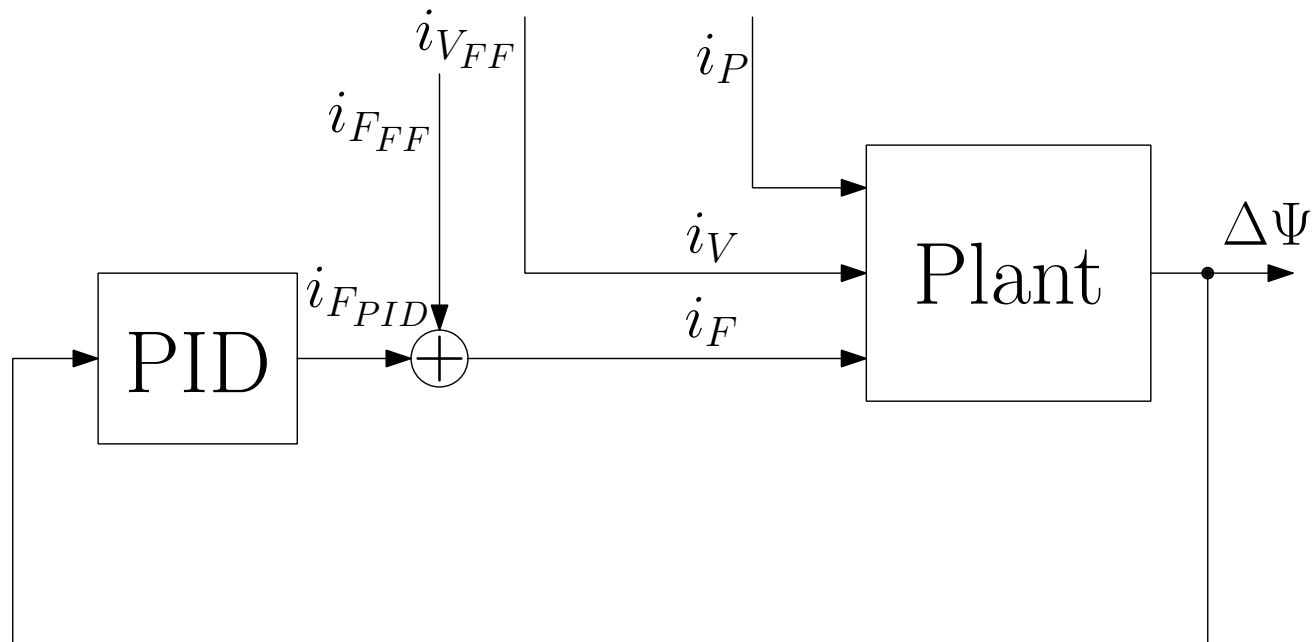 i_{V_{FF}}
i_P
i_{F_{FF}}
ΔΨ
i_V
Plant
i_{F_{PID}}
i_F
PID